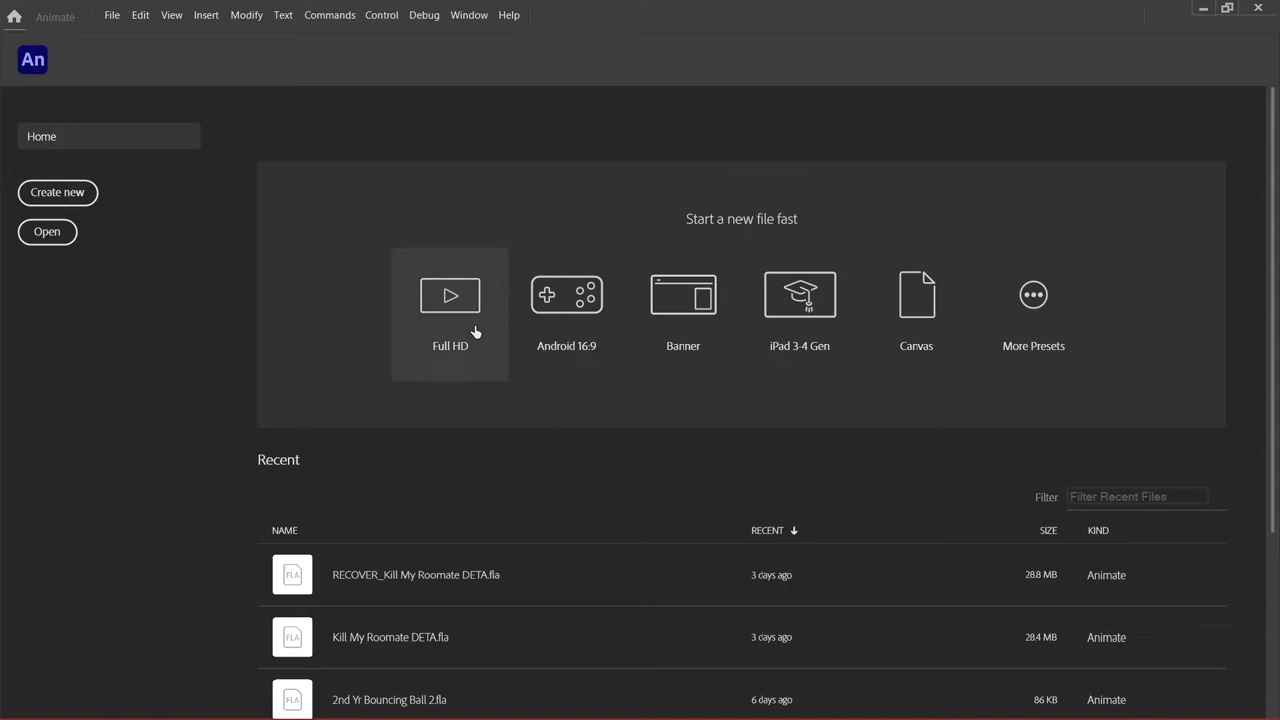 Animate File Edit View Insert Modify Text Commands Control Debug Window Help
An
Home
Create new
Open
Start a new file fast
Full HD Android 16:9 Banner iPad 3-4 Gen Canvas More Presets
Recent
Filter Filter Recent Files
NAME RECENT SIZE KIND
FLA RECOVER_Kill My Roomate DETA.fla 3 days ago 28.8 MB Animate
FLA Kill My Roomate DETA.fla 3 days ago 28.4 MB Animate
FLA 2nd Yr Bouncing Ball 2.fla 6 days ago 86 KB Animate